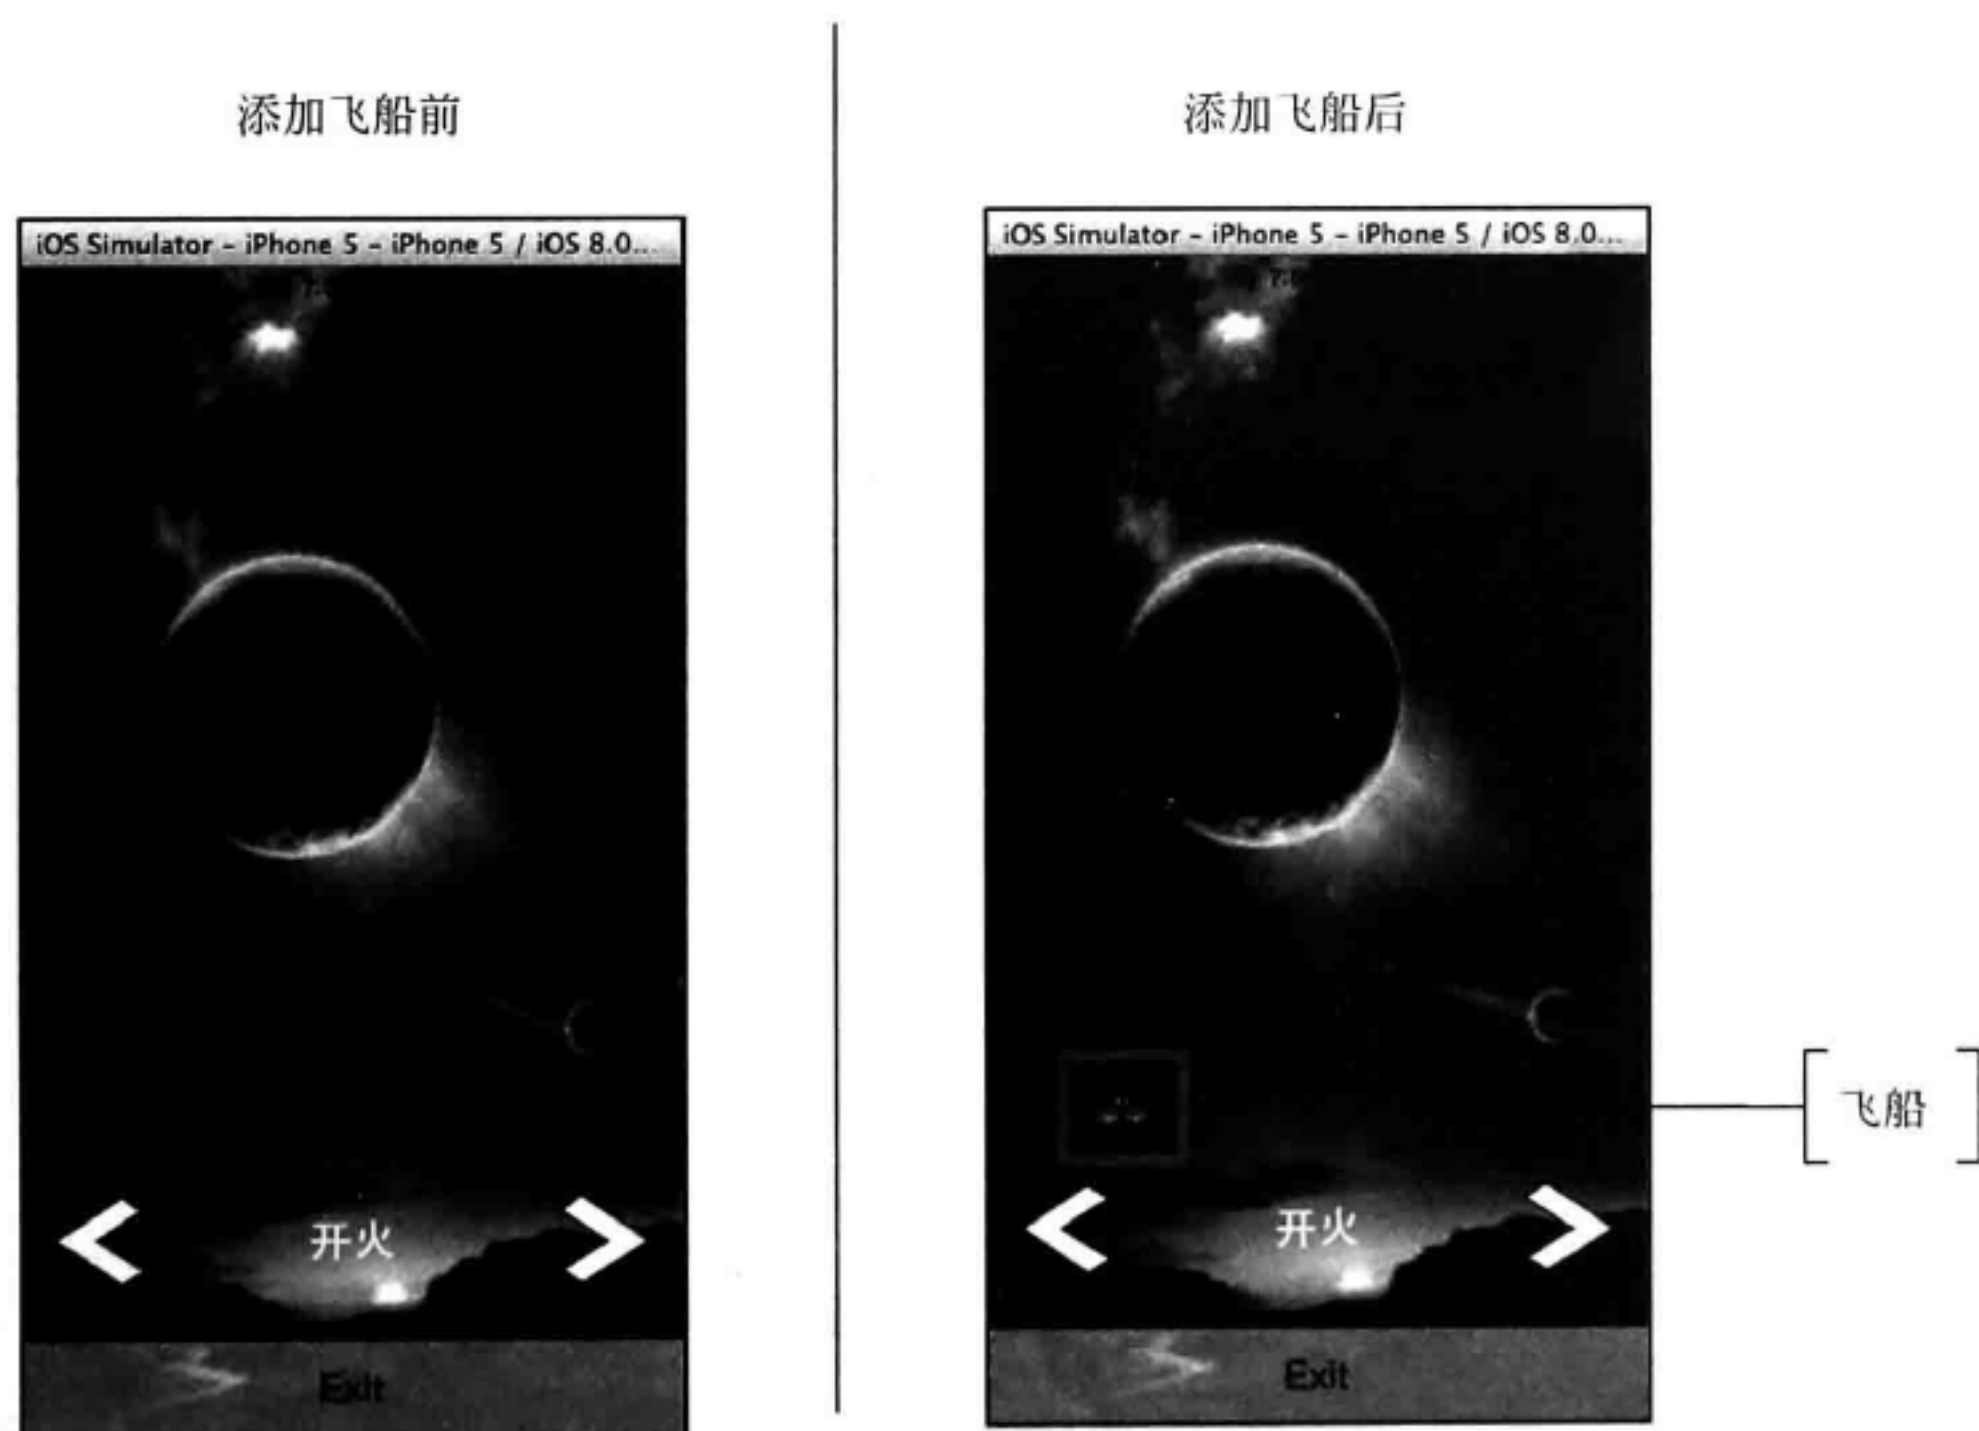 添加飞船前
添加飞船后
iOS Simulator – iPhone 5 – iPhone 5 / iOS 8.0...
iOS Simulator – iPhone 5 – iPhone 5 / iOS 8.0...
飞船
开火
开火
Exit
Exit